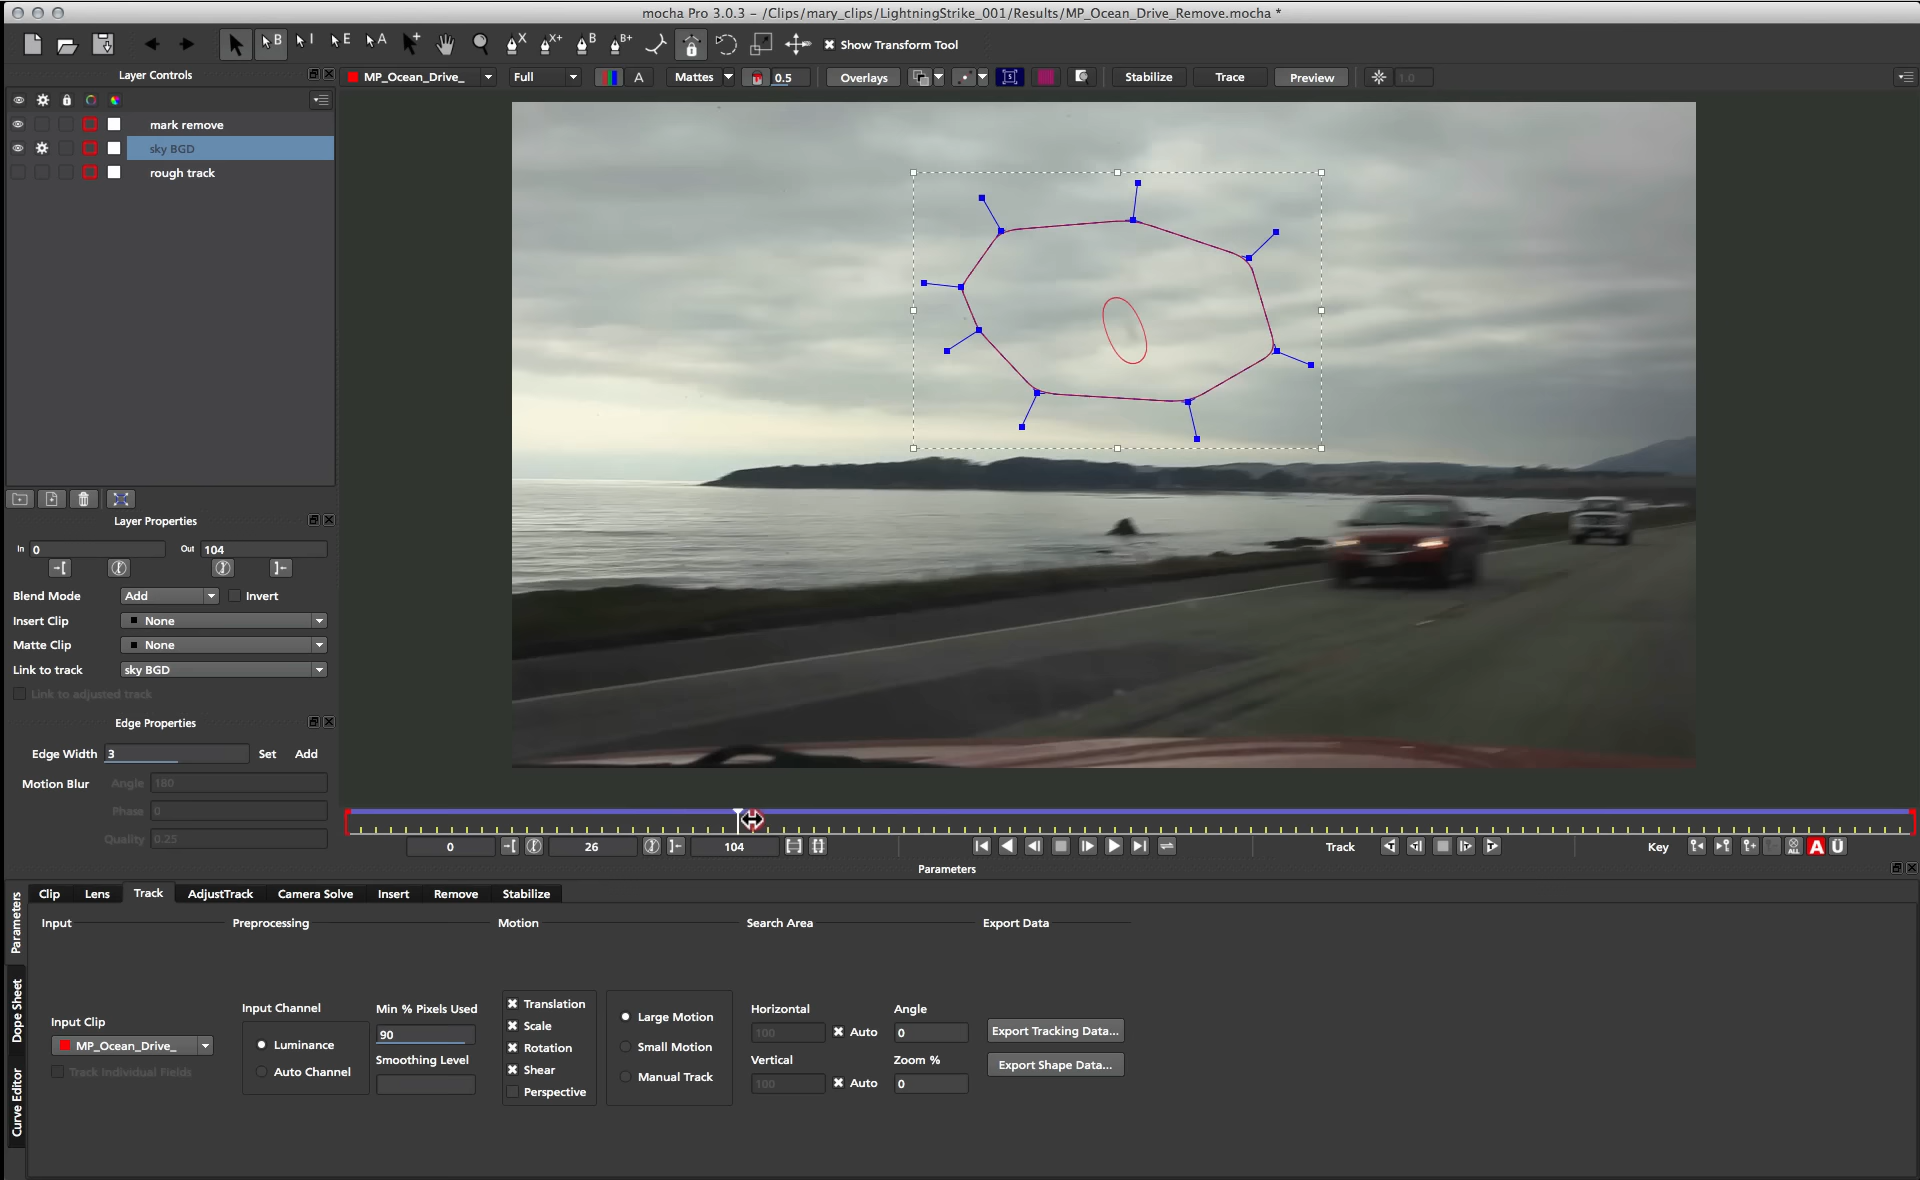 mocha Pro 3.0.3 - /Clips/mary_clips/LightningStrike_001/Results/MP_Ocean_Drive_Remove.mocha *
B I E A X X+ B B+ Show Transform Tool
Layer Controls
MP_Ocean_Drive_ Full A Mattes 0.5 Overlays Stabilize Trace Preview 1.0
mark remove
sky BGD
rough track
Layer Properties
In 0 Out 104
Blend Mode Add Invert
Insert Clip None
Matte Clip None
Link to track sky BGD
Link to adjusted track
Edge Properties
Edge Width 3 Set Add
Motion Blur Angle 180
Phase 0
Quality 0.25
0 26 104 Track Key ALL A Ü
Parameters
Parameters
Dope Sheet
Curve Editor
Clip Lens Track AdjustTrack Camera Solve Insert Remove Stabilize
Input Preprocessing Motion Search Area Export Data
Input Clip
MP_Ocean_Drive_
Track Individual Fields
Input Channel
Luminance
Auto Channel
Min % Pixels Used
90
Smoothing Level
Translation
Scale
Rotation
Shear
Perspective
Large Motion
Small Motion
Manual Track
Horizontal
100 Auto
Vertical
100 Auto
Angle
0
Zoom %
0
Export Tracking Data...
Export Shape Data...